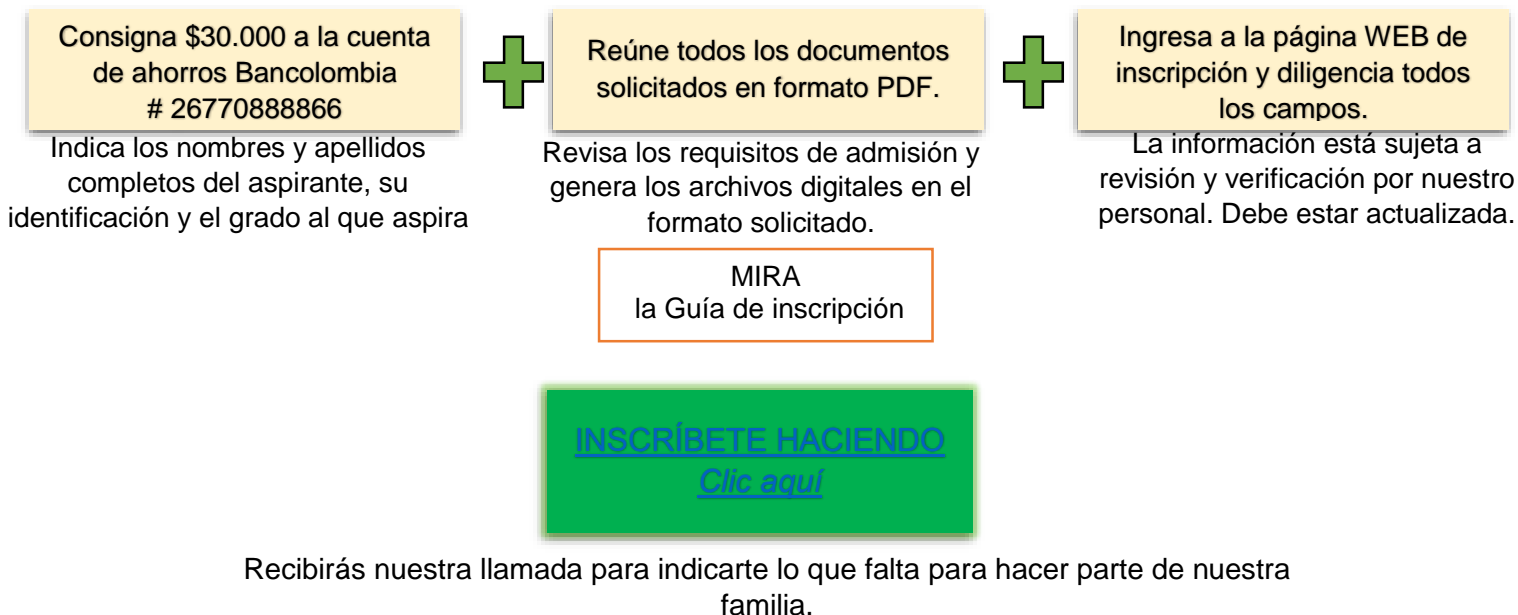 Consigna $30.000 a la cuenta
de ahorros Bancolombia
# 26770888866
Indica los nombres y apellidos
completos del aspirante, su
identificación y el grado al que aspira
Reúne todos los documentos
solicitados en formato PDF.
Revisa los requisitos de admisión y
genera los archivos digitales en el
formato solicitado.
Ingresa a la página WEB de
inscripción y diligencia todos
los campos.
La información está sujeta a
revisión y verificación por nuestro
personal. Debe estar actualizada.
MIRA
la Guía de inscripción
INSCRÍBETE HACIENDO
Clic aquí
Recibirás nuestra llamada para indicarte lo que falta para hacer parte de nuestra
familia.